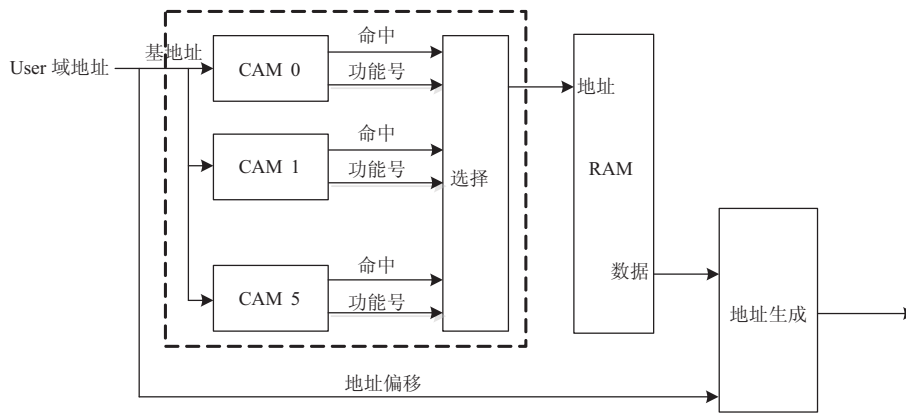 User 域地址
基地址
CAM 0
命中
功能号
CAM 1
命中
功能号
CAM 5
命中
功能号
选择
地址
RAM
数据
地址生成
地址偏移